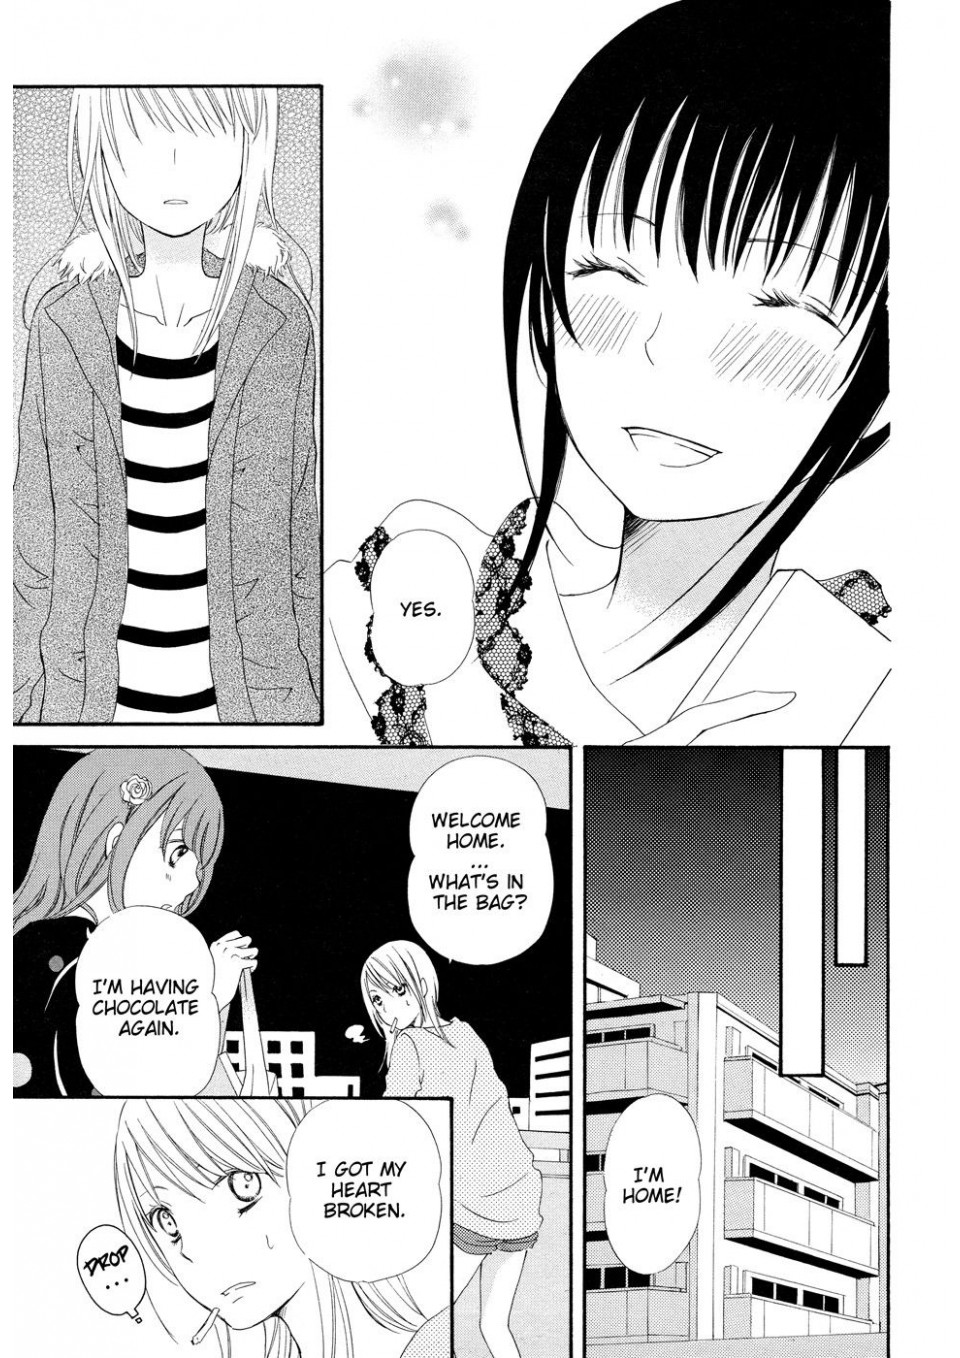 YES.
I'M
HOME!
WELCOME
HOME.
...
WHAT'S IN
THE BAG?
I'M HAVING
CHOCOLATE
AGAIN.
I GOT MY
HEART
BROKEN.
DROP
...